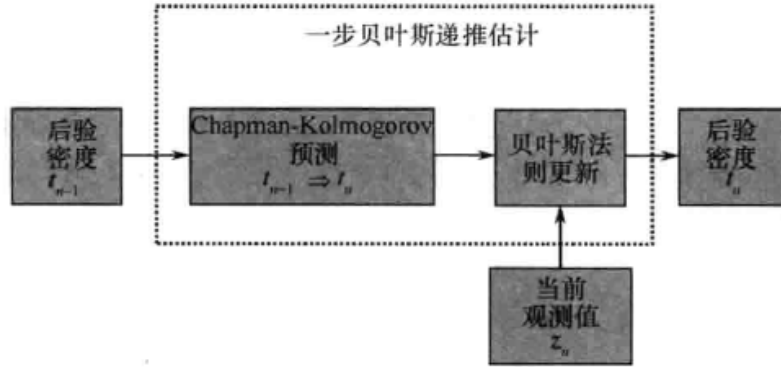 一步贝叶斯递推估计
后验
密度
t_{n-1}
Chapman-Kolmogorov
预测
t_{n-1} ⇒ t_n
贝叶斯法
则更新
后验
密度
t_n
当前
观测值
z_n